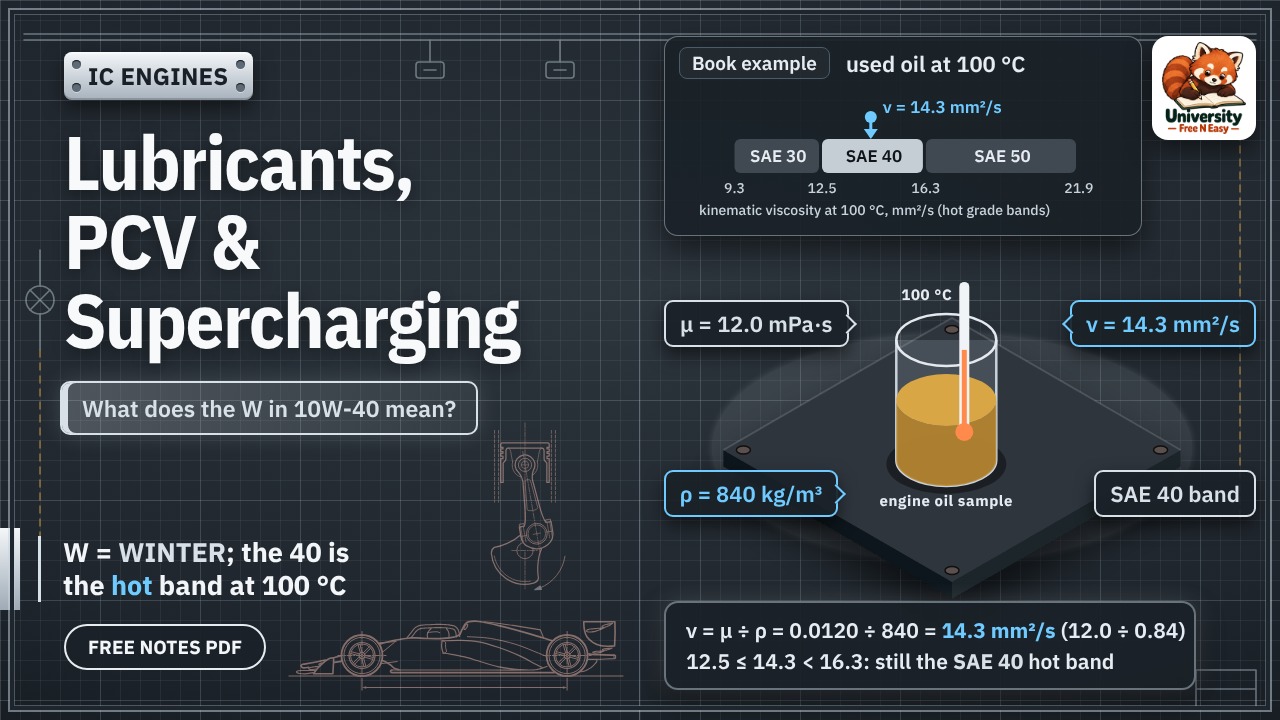 IC ENGINES
Lubricants,
PCV &
Supercharging
What does the W in 10W-40 mean?
W = WINTER; the 40 is
the hot band at 100 °C
FREE NOTES PDF
Book example
used oil at 100 °C
ν = 14.3 mm²/s
SAE 30
SAE 40
SAE 50
9.3
12.5
16.3
21.9
kinematic viscosity at 100 °C, mm²/s (hot grade bands)
University
Free N Easy
100 °C
μ = 12.0 mPa·s
ν = 14.3 mm²/s
ρ = 840 kg/m³
SAE 40 band
engine oil sample
ν = μ ÷ ρ = 0.0120 ÷ 840 = 14.3 mm²/s (12.0 ÷ 0.84)
12.5 ≤ 14.3 < 16.3: still the SAE 40 hot band